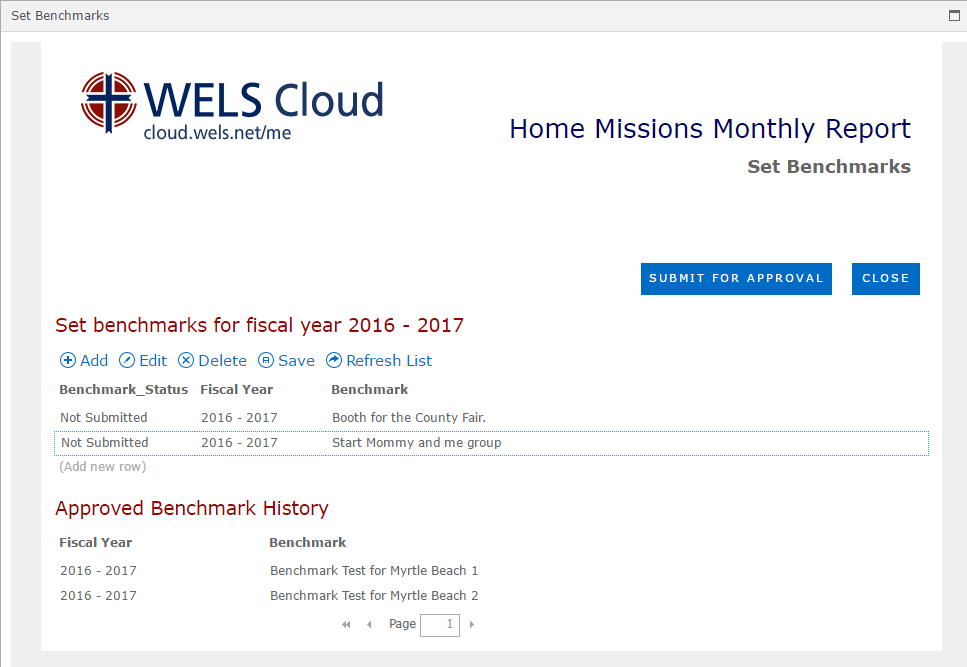 Set Benchmarks
WELS Cloud
cloud.wels.net/me
Home Missions Monthly Report
Set Benchmarks
SUBMIT FOR APPROVAL CLOSE
Set benchmarks for fiscal year 2016 - 2017
Add Edit Delete Save Refresh List
Benchmark_Status Fiscal Year Benchmark
Not Submitted 2016 - 2017 Booth for the County Fair.
Not Submitted 2016 - 2017 Start Mommy and me group
(Add new row)
Approved Benchmark History
Fiscal Year Benchmark
2016 - 2017 Benchmark Test for Myrtle Beach 1
2016 - 2017 Benchmark Test for Myrtle Beach 2
Page 1